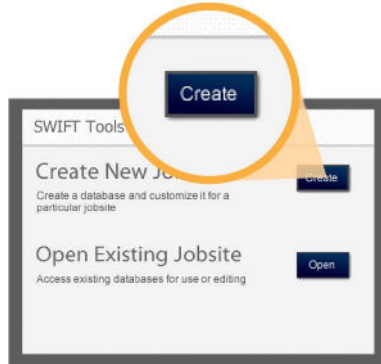 Create
SWIFT Tools
Create New
Create
Create a database and customize it for a
particular jobsite
Open Existing Jobsite
Open
Access existing databases for use or editing